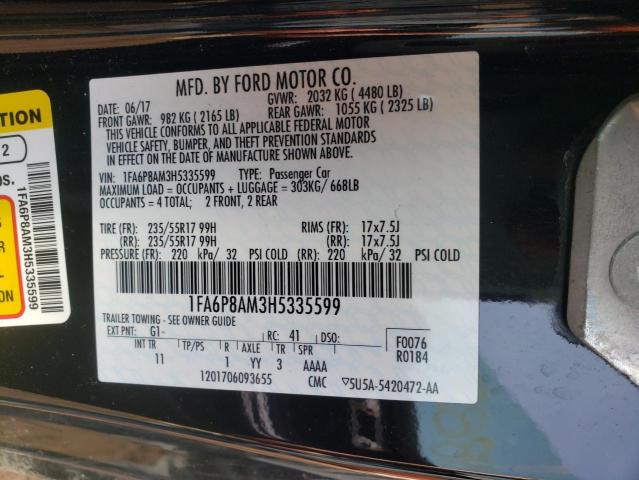 MFD. BY FORD MOTOR CO.
DATE: 06/17 GVWR: 2032 KG ( 4480 LB)
FRONT GAWR: 982 KG ( 2165 LB) REAR GAWR: 1055 KG ( 2325 LB)
THIS VEHICLE CONFORMS TO ALL APPLICABLE FEDERAL MOTOR
VEHICLE SAFETY, BUMPER, AND THEFT PREVENTION STANDARDS
IN EFFECT ON THE DATE OF MANUFACTURE SHOWN ABOVE.
VIN: 1FA6P8AM3H5335599 TYPE: Passenger Car
MAXIMUM LOAD = OCCUPANTS + LUGGAGE = 303KG/ 668LB
OCCUPANTS = 4 TOTAL; 2 FRONT, 2 REAR
TIRE (FR): 235/55R17 99H RIMS (FR): 17x7.5J
(RR): 235/55R17 99H (RR): 17x7.5J
PRESSURE (FR): 220 kPa/ 32 PSI COLD (RR): 220 kPa/ 32 PSI COLD
1FA6P8AM3H5335599
TRAILER TOWING - SEE OWNER GUIDE
EXT PNT: G1- RC: 41 DSO:
F0076
R0184
INT TR TP/PS R AXLE TR SPR
11 1 YY 3 AAAA
1201706093655 CMC ▽5U5A-5420472-AA
TION
2
OS.
1FA6P8AM3H5335599
R
ON